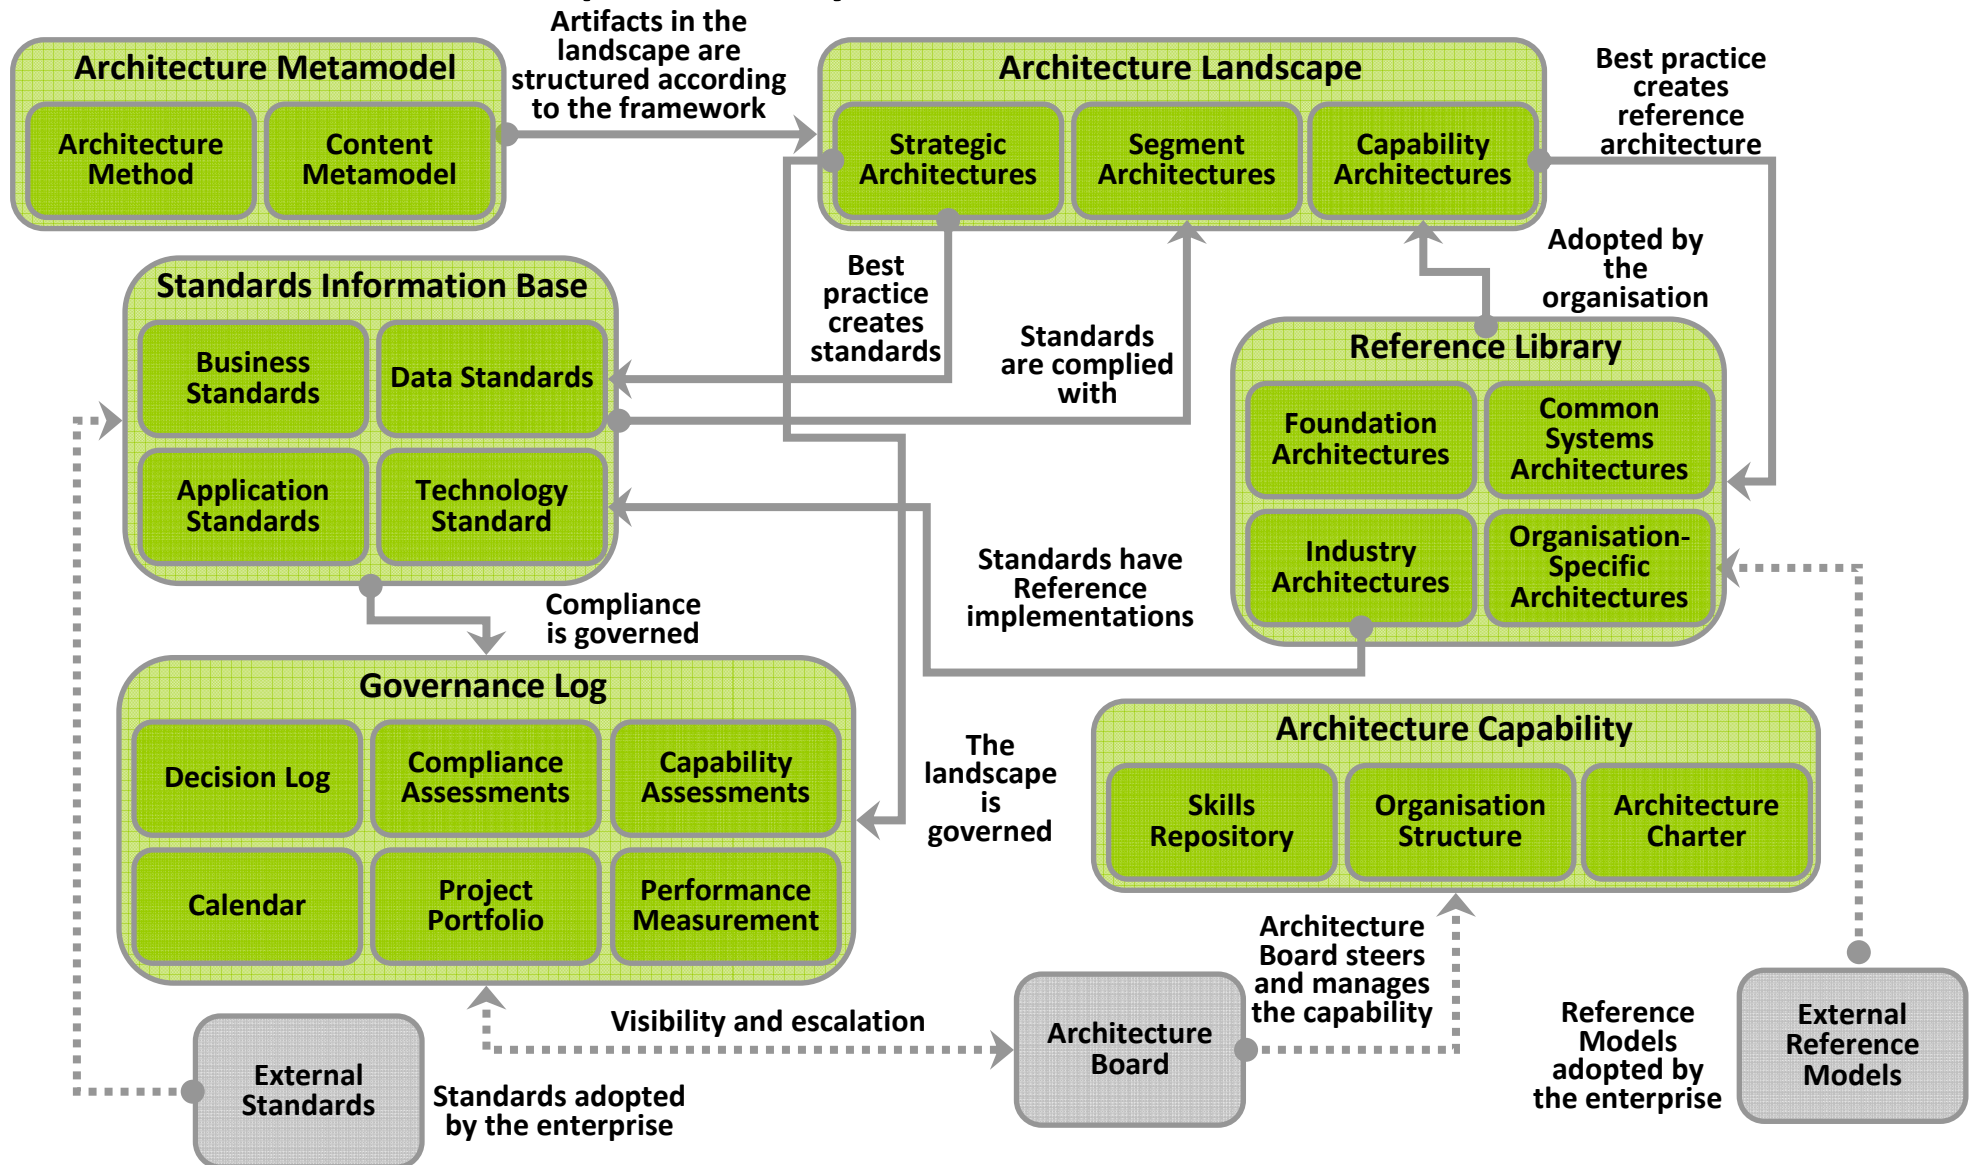 Artifacts in the
landscape are
structured according
to the framework
Architecture Metamodel
Architecture
Method
Content
Metamodel
Architecture Landscape
Strategic
Architectures
Segment
Architectures
Capability
Architectures
Best practice
creates
reference
architecture
Standards Information Base
Business
Standards
Data Standards
Application
Standards
Technology
Standard
Best
practice
creates
standards
Standards
are complied
with
Adopted by
the
organisation
Reference Library
Foundation
Architectures
Common
Systems
Architectures
Industry
Architectures
Organisation-
Specific
Architectures
Standards have
Reference
implementations
Compliance
is governed
Governance Log
Decision Log
Compliance
Assessments
Capability
Assessments
Calendar
Project
Portfolio
Performance
Measurement
The
landscape
is
governed
Architecture Capability
Skills
Repository
Organisation
Structure
Architecture
Charter
Architecture
Board steers
and manages
the capability
Visibility and escalation
Architecture
Board
External
Standards
Standards adopted
by the enterprise
Reference
Models
adopted by
the enterprise
External
Reference
Models